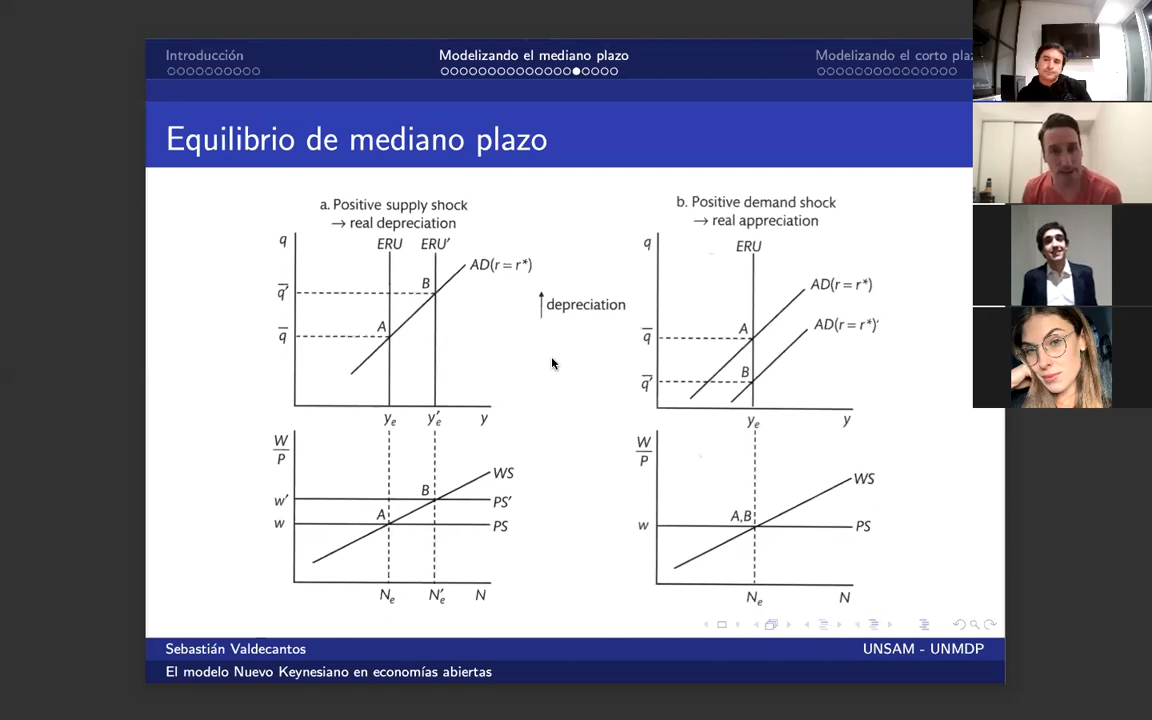 Introducción
Modelizando el mediano plazo
Modelizando el corto plaz
Equilibrio de mediano plazo
a. Positive supply shock
→ real depreciation
q
ERU
ERU'
AD(r = r*)
B
q̅'
A
q̅
depreciation
yₑ
y'ₑ
y
W
P
WS
B
w'
PS'
A
w
PS
Nₑ
N'ₑ
N
b. Positive demand shock
→ real appreciation
q
ERU
AD(r = r*)
AD(r = r*)'
A
q̅
B
q̅'
yₑ
y
W
P
WS
A,B
w
PS
Nₑ
N
Sebastián Valdecantos
UNSAM - UNMDP
El modelo Nuevo Keynesiano en economías abiertas